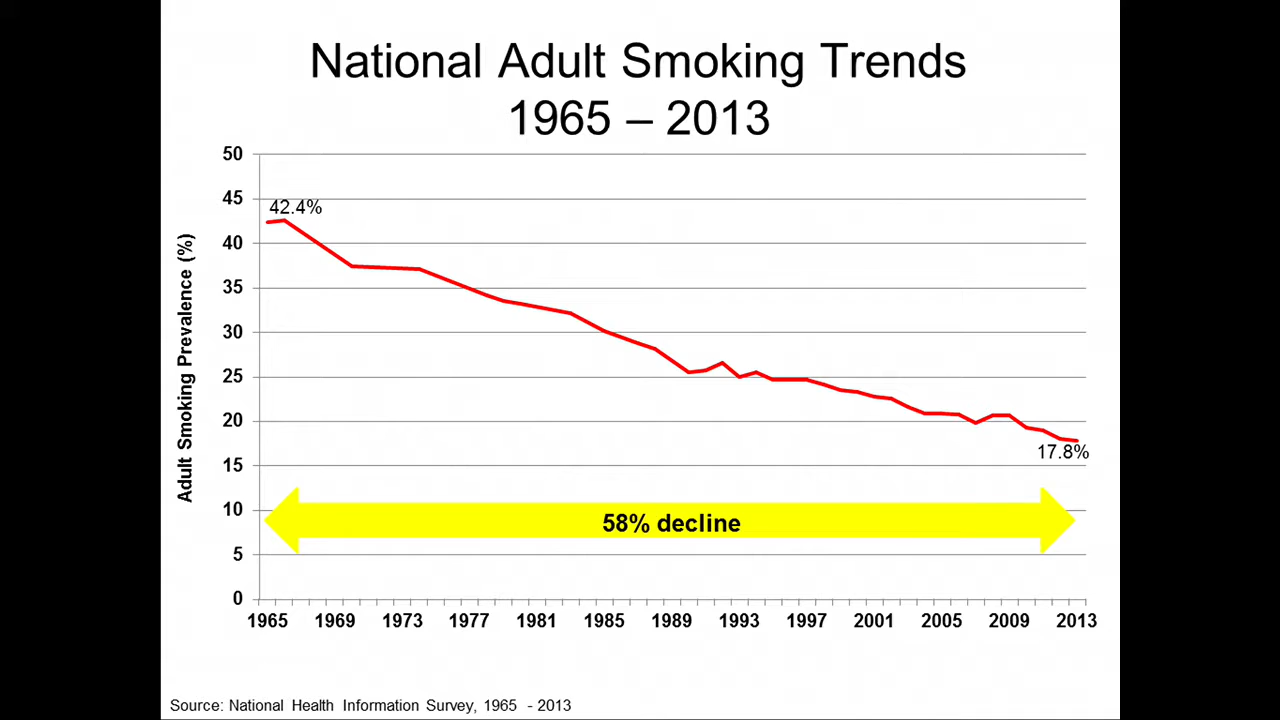 National Adult Smoking Trends
1965 – 2013
50
45
42.4%
40
35
30
25
20
17.8%
15
10
58% decline
5
0
Adult Smoking Prevalence (%)
1965 1969 1973 1977 1981 1985 1989 1993 1997 2001 2005 2009 2013
Source: National Health Information Survey, 1965 - 2013